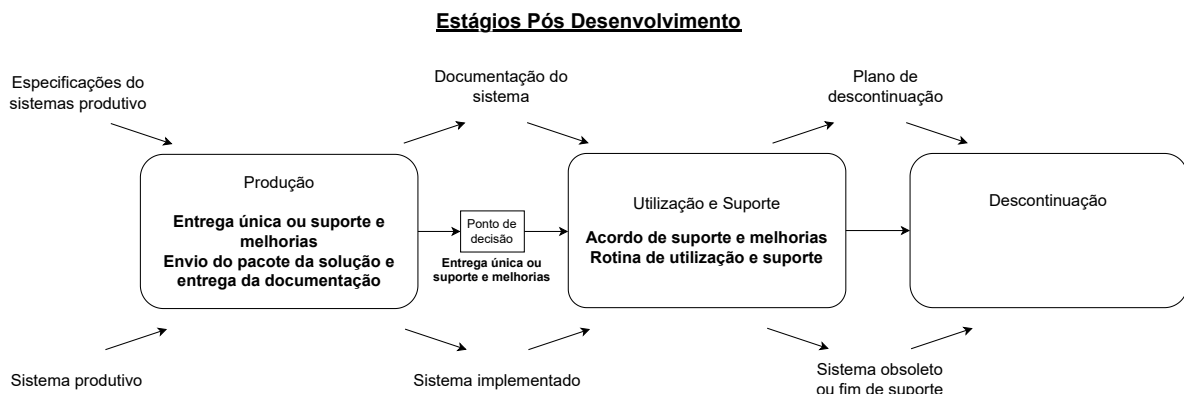 Estágios Pós Desenvolvimento
Especificações do
sistemas produtivo
Documentação do
sistema
Plano de
descontinuação
Produção
Entrega única ou suporte e
melhorias
Envio do pacote da solução e
entrega da documentação
Ponto de
decisão
Entrega única ou
suporte e melhorias
Utilização e Suporte
Acordo de suporte e melhorias
Rotina de utilização e suporte
Descontinuação
Sistema produtivo
Sistema implementado
Sistema obsoleto
ou fim de suporte